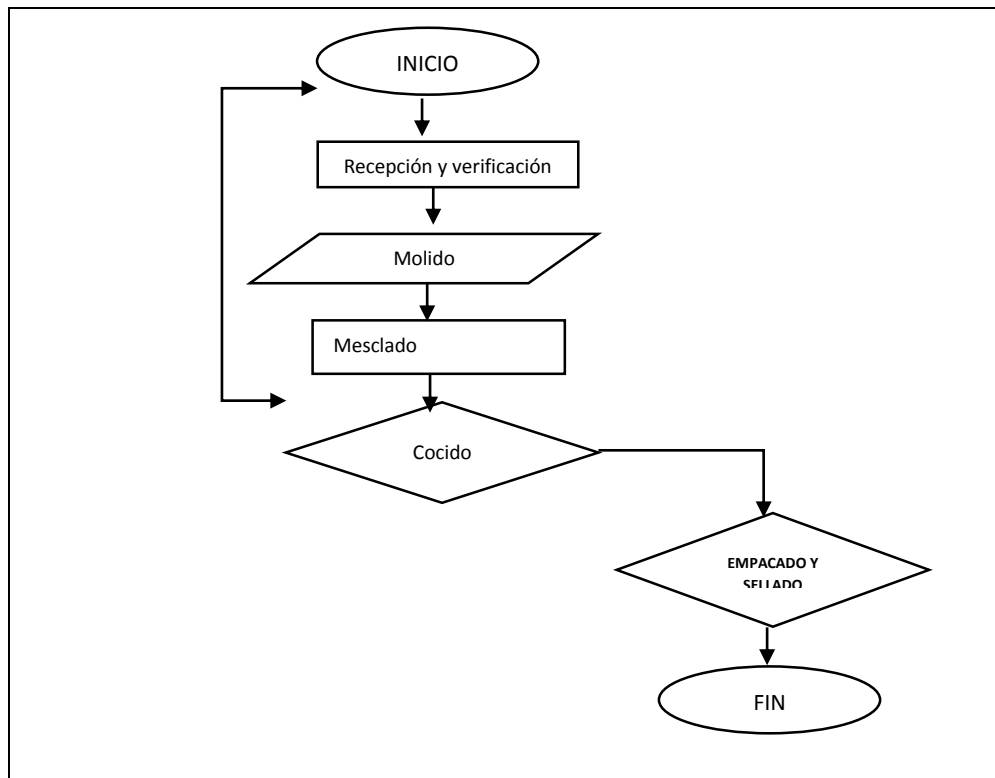 INICIO
Recepción y verificación
Molido
Mesclado
Cocido
EMPACADO Y
SELLADO
FIN